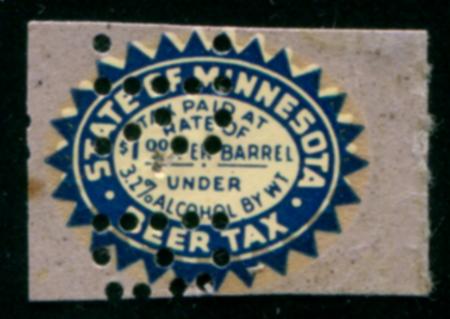 STATE OF MINNESOTA
TAX PAID AT
RATE OF
$1.00 PER BARREL
UNDER
3.2% ALCOHOL BY WT
BEER TAX